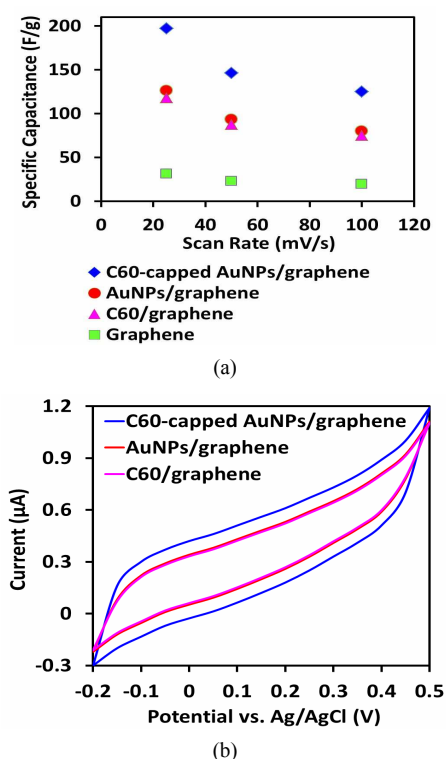 Specific Capacitance (F/g)
200
150
100
50
0
0 20 40 60 80 100 120
Scan Rate (mV/s)
C60-capped AuNPs/graphene
AuNPs/graphene
C60/graphene
Graphene
(a)
Currrent (µA)
1.2
0.9
0.6
0.3
0
-0.3
C60-capped AuNPs/graphene
AuNPs/graphene
C60/graphene
-0.2 -0.1 0 0.1 0.2 0.3 0.4 0.5
Potential vs. Ag/AgCl (V)
(b)